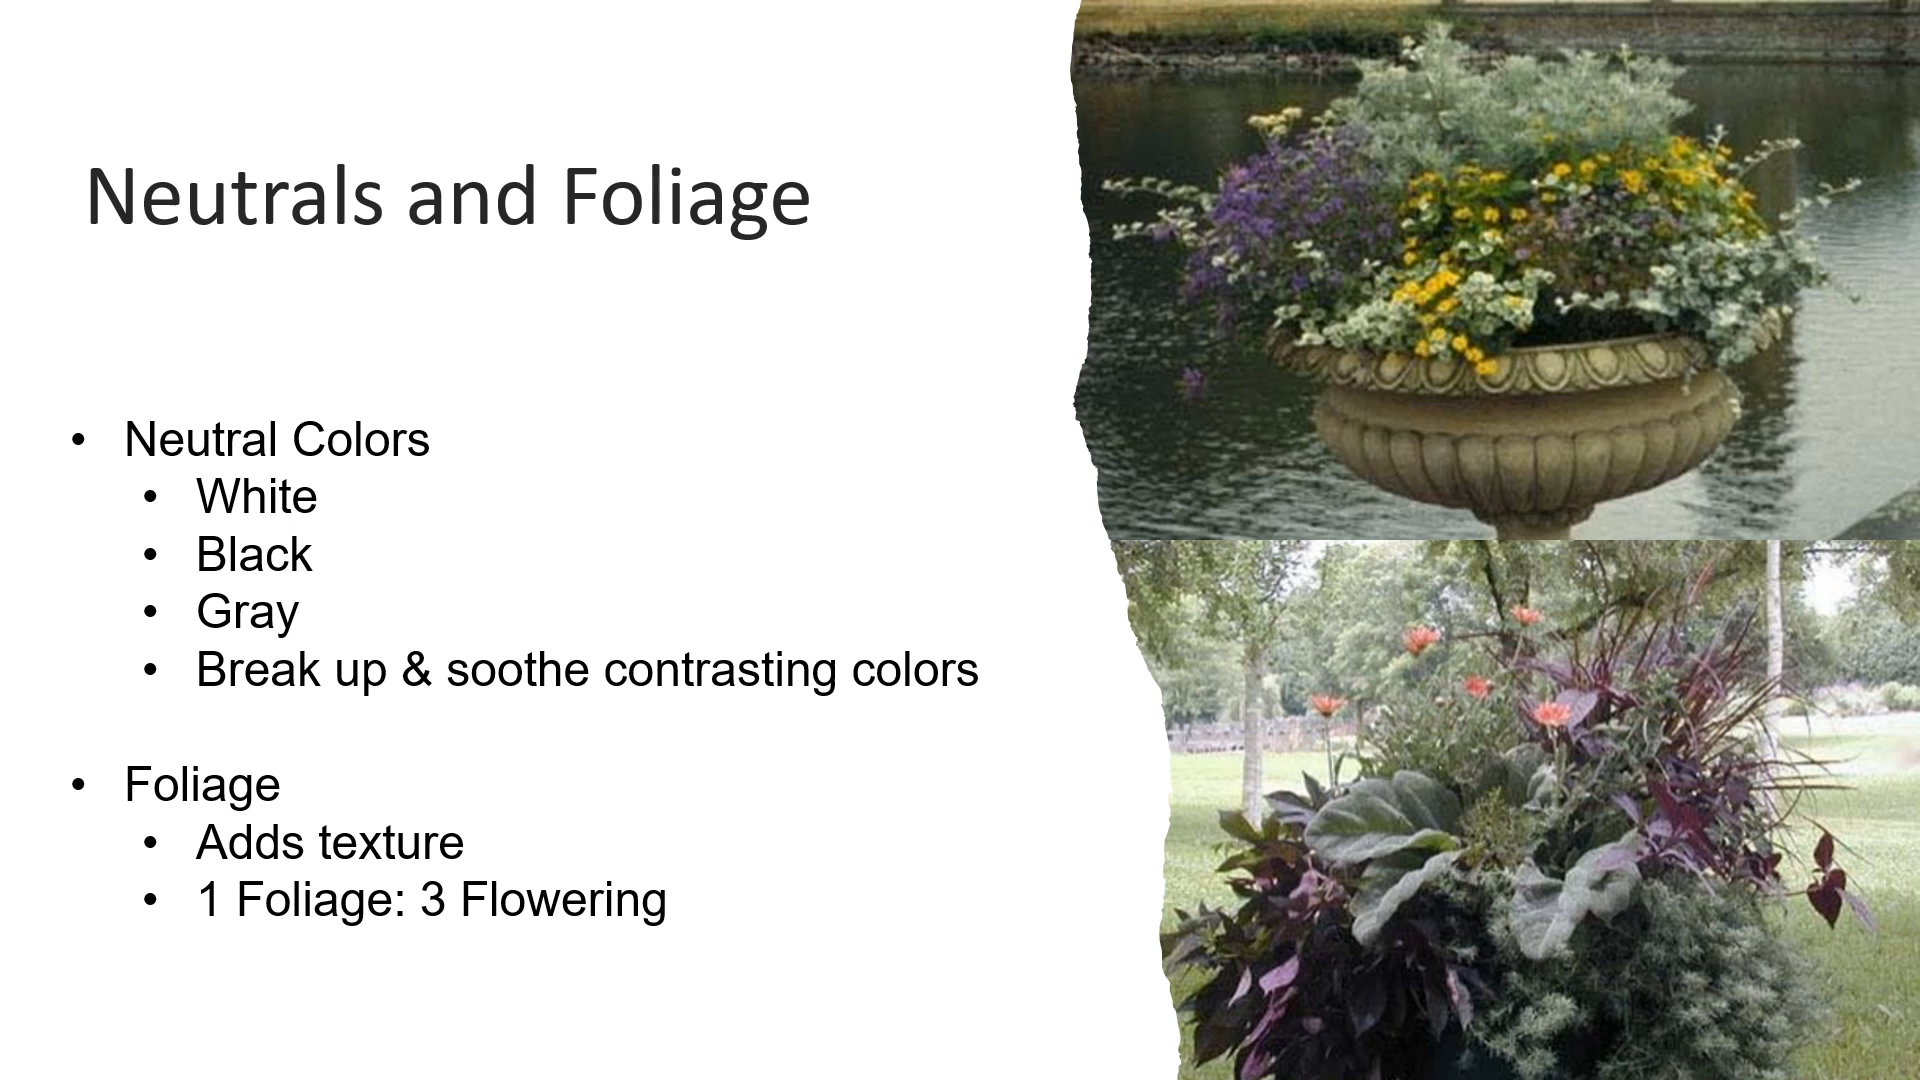 Neutrals and Foliage
• Neutral Colors
• White
• Black
• Gray
• Break up & soothe contrasting colors
• Foliage
• Adds texture
• 1 Foliage: 3 Flowering